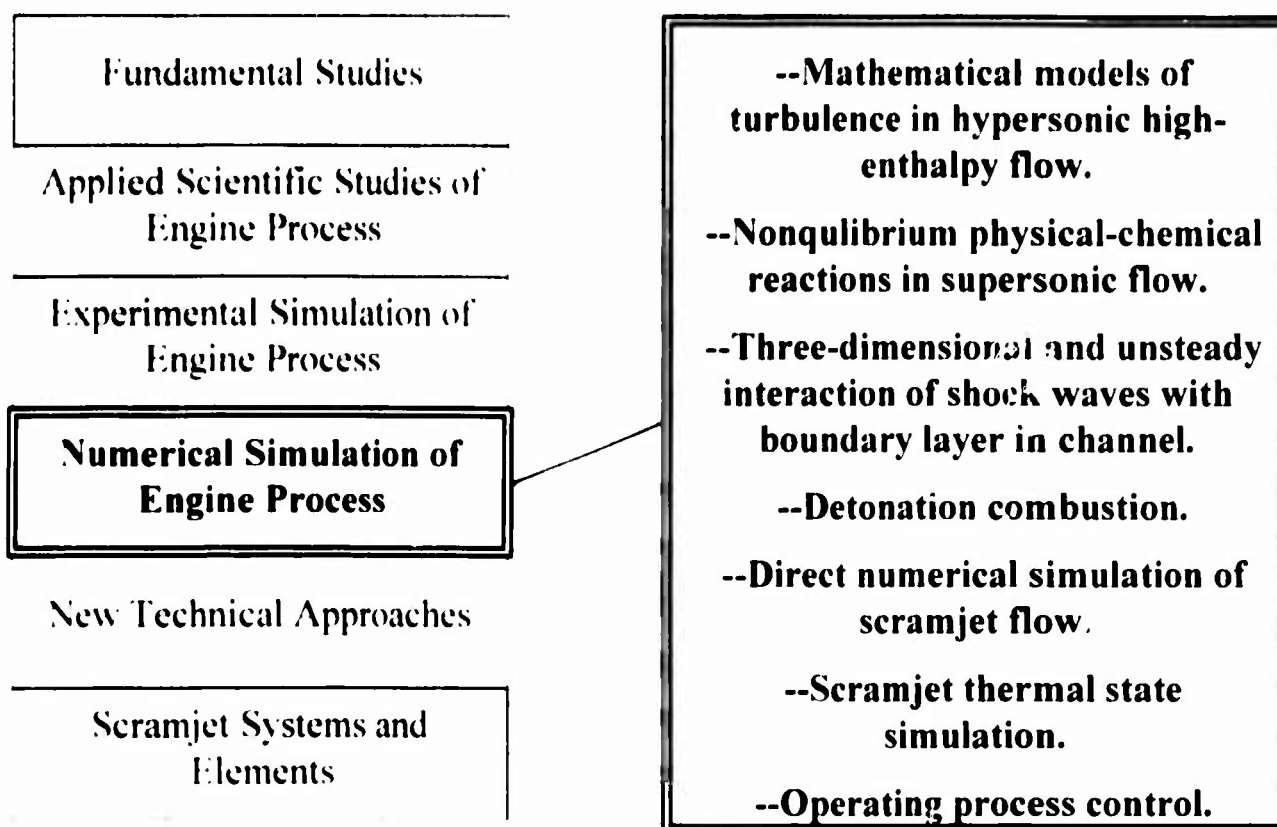 Fundamental Studies
Applied Scientific Studies of
Engine Process
Experimental Simulation of
Engine Process
Numerical Simulation of
Engine Process
New Technical Approaches
Scramjet Systems and
Elements
--Mathematical models of
turbulence in hypersonic high-
enthalpy flow.
--Nonqulibrium physical-chemical
reactions in supersonic flow.
--Three-dimensional and unsteady
interaction of shock waves with
boundary layer in channel.
--Detonation combustion.
--Direct numerical simulation of
scramjet flow.
--Scramjet thermal state
simulation.
--Operating process control.